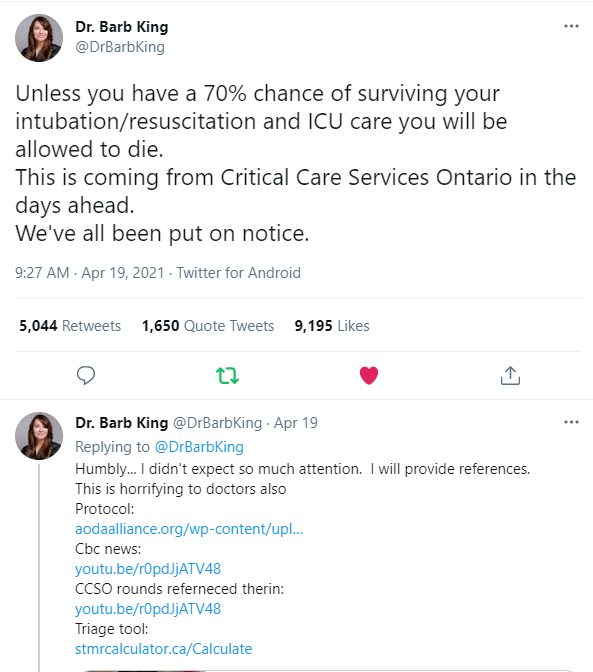 Dr. Barb King
@DrBarbKing
Unless you have a 70% chance of surviving your
intubation/resuscitation and ICU care you will be
allowed to die.
This is coming from Critical Care Services Ontario in the
days ahead.
We've all been put on notice.
9:27 AM · Apr 19, 2021 · Twitter for Android
5,044 Retweets 1,650 Quote Tweets 9,195 Likes
Dr. Barb King @DrBarbKing · Apr 19
Replying to @DrBarbKing
Humbly... I didn't expect so much attention. I will provide references.
This is horrifying to doctors also
Protocol:
aodaalliance.org/wp-content/upl...
Cbc news:
youtu.be/r0pdJjATV48
CCSO rounds referneced therin:
youtu.be/r0pdJjATV48
Triage tool:
stmrcalculator.ca/Calculate